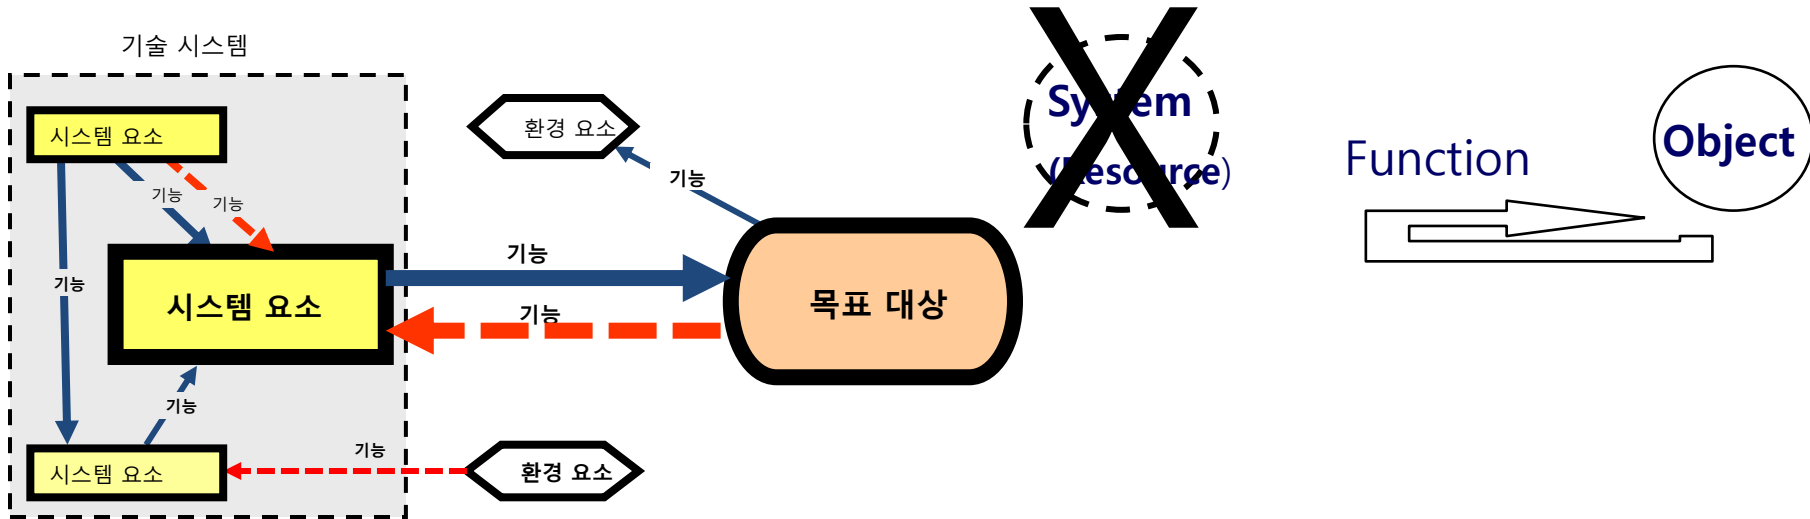 기술 시스템
시스템 요소
기능
기능
기능
시스템 요소
기능
시스템 요소
환경 요소
기능
기능
기능
목표 대상
기능
환경 요소
System
(Resource)
Function
Object